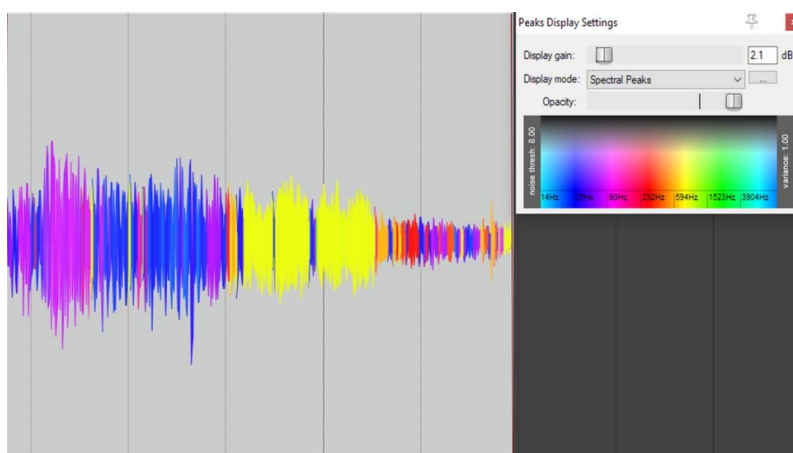 Peaks Display Settings
Display gain: 2.1 dB
Display mode: Spectral Peaks ...
Opacity:
noise thresh: 8.00
variance: 1.00
14Hz 35Hz 90Hz 232Hz 594Hz 1523Hz 3904Hz